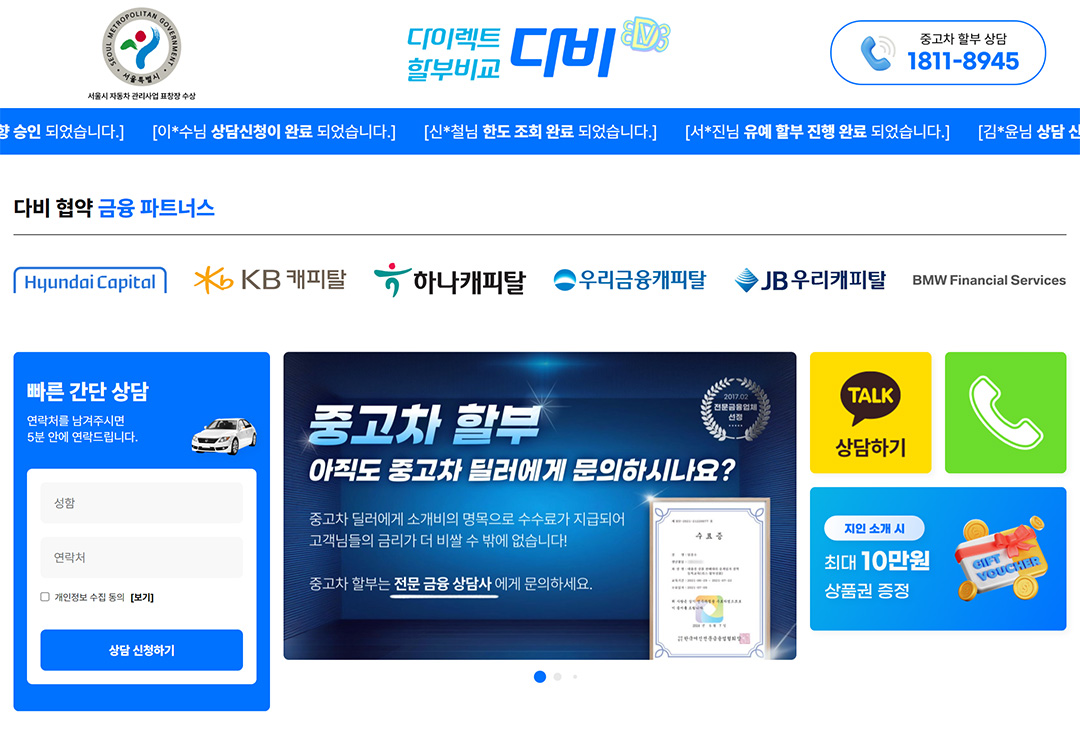 SEOUL METROPOLITAN GOVERNMENT
서울특별시
서울시 자동차 관리사업 표창장 수상
다이렉트
할부비교
다비
중고차 할부 상담
1811-8945
향 승인 되었습니다.] [이*수님 상담신청이 완료 되었습니다.] [신*철님 한도 조회 완료 되었습니다.] [서*진님 유예 할부 진행 완료 되었습니다.] [김*윤님 상담 신
다비 협약 금융 파트너스
Hyundai Capital KB 캐피탈 하나캐피탈 우리금융캐피탈 JB 우리캐피탈 BMW Financial Services
빠른 간단 상담
연락처를 남겨주시면
5분 안에 연락드립니다.
성함
연락처
개인정보 수집 동의 [보기]
상담 신청하기
2017.02
전문금융업체
선정
중고차 할부
아직도 중고차 딜러에게 문의하시나요?
중고차 딜러에게 소개비의 명목으로 수수료가 지급되어
고객님들의 금리가 더 비쌀 수 밖에 없습니다!
중고차 할부는 전문 금융 상담사 에게 문의하세요.
수료증
TALK
상담하기
지인 소개 시
최대 10만원
상품권 증정
GIFT
VOUCHER